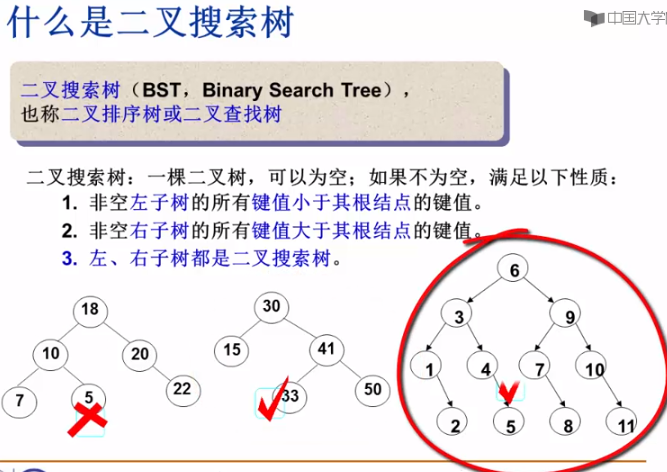 什么是二叉搜索树
中国大学
二叉搜索树（BST，Binary Search Tree），
也称二叉排序树或二叉查找树
二叉搜索树：一棵二叉树，可以为空；如果不为空，满足以下性质：
1. 非空左子树的所有键值小于其根结点的键值。
2. 非空右子树的所有键值大于其根结点的键值。
3. 左、右子树都是二叉搜索树。
18
10 20
7 5 22
30
15 41
33 50
6
3 9
1 4 7 10
2 5 8 11